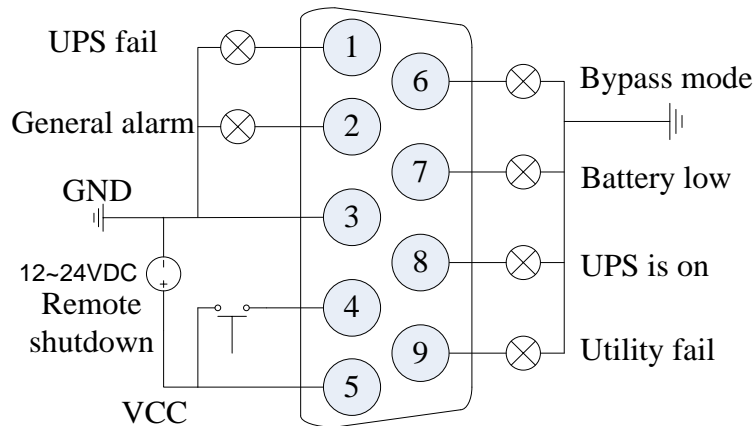 UPS fail
1
6
Bypass mode
General alarm
2
7
Battery low
GND
3
12~24VDC
-
+
8
UPS is on
Remote
shutdown
4
9
Utility fail
VCC
5